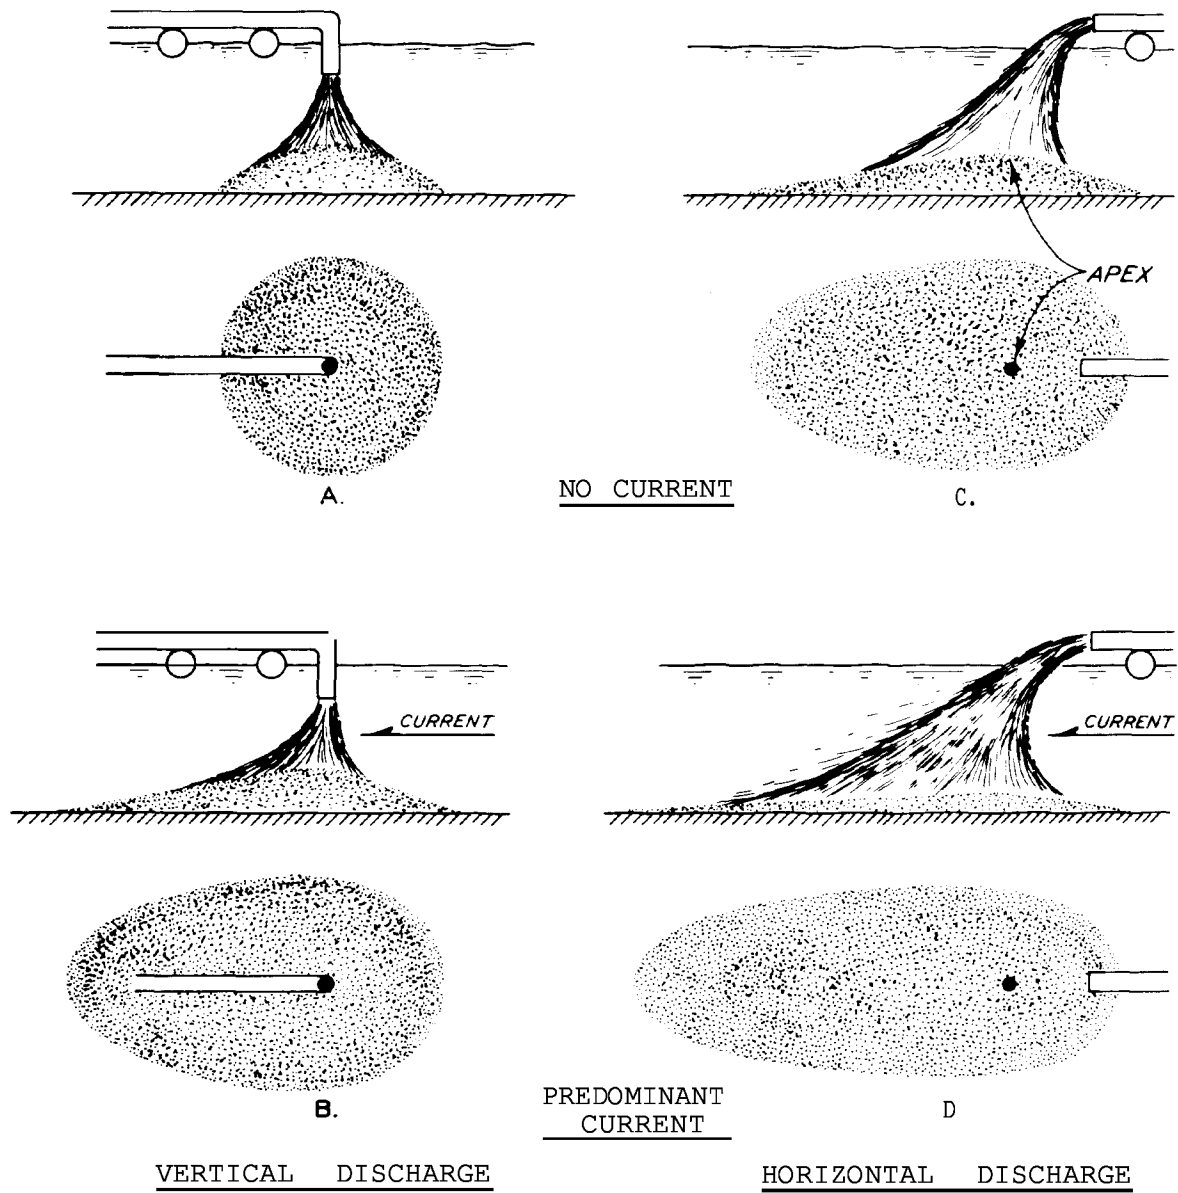 APEX
A.
NO CURRENT
C.
CURRENT
CURRENT
B.
PREDOMINANT
CURRENT
D
VERTICAL DISCHARGE
HORIZONTAL DISCHARGE